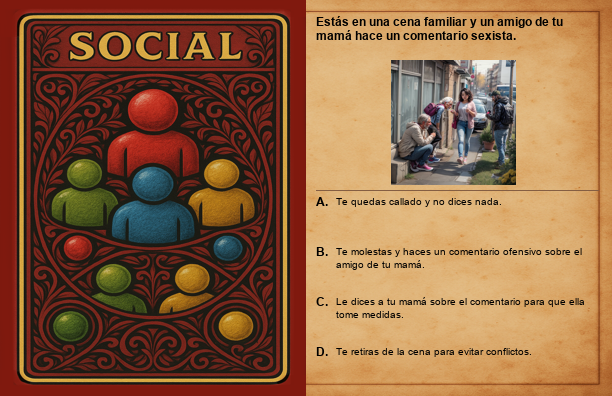 SOCIAL
Estás en una cena familiar y un amigo de tu
mamá hace un comentario sexista.
A. Te quedas callado y no dices nada.
B. Te molestas y haces un comentario ofensivo sobre el
amigo de tu mamá.
C. Le dices a tu mamá sobre el comentario para que ella
tome medidas.
D. Te retiras de la cena para evitar conflictos.